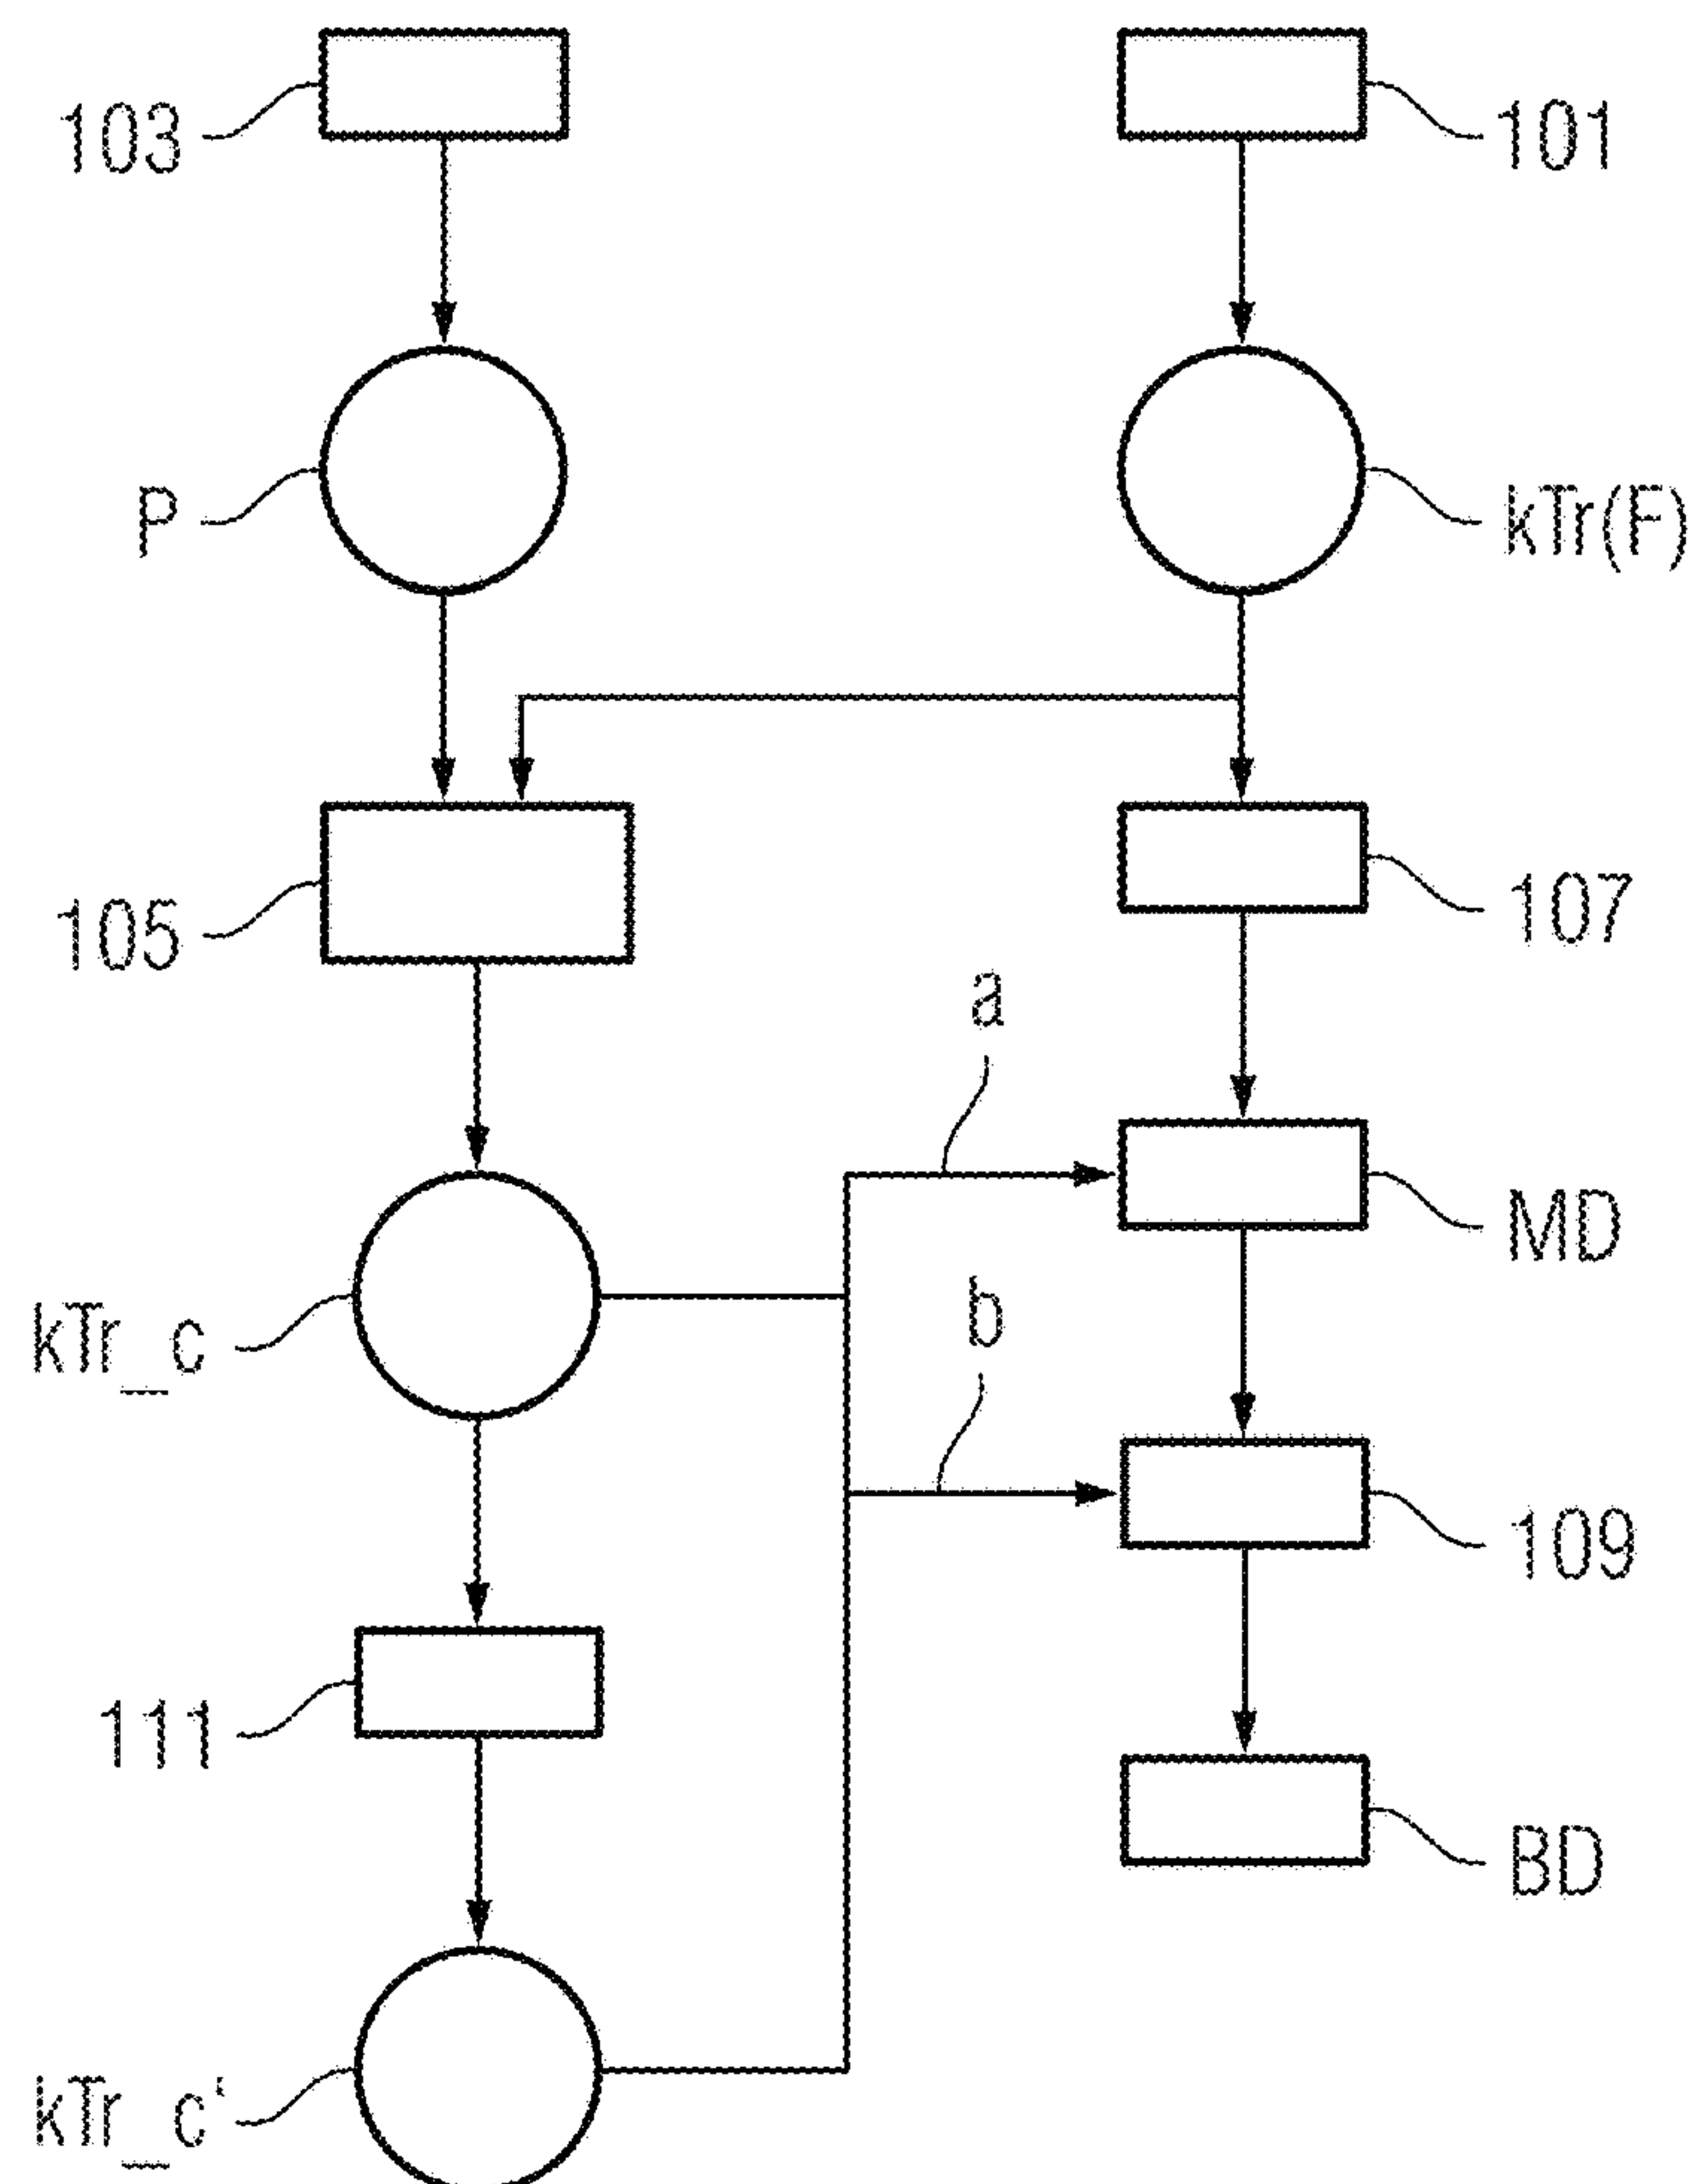 103
101
P
kTr(F)
105
107
a
MD
kTr_c
b
109
111
BD
kTr_c'